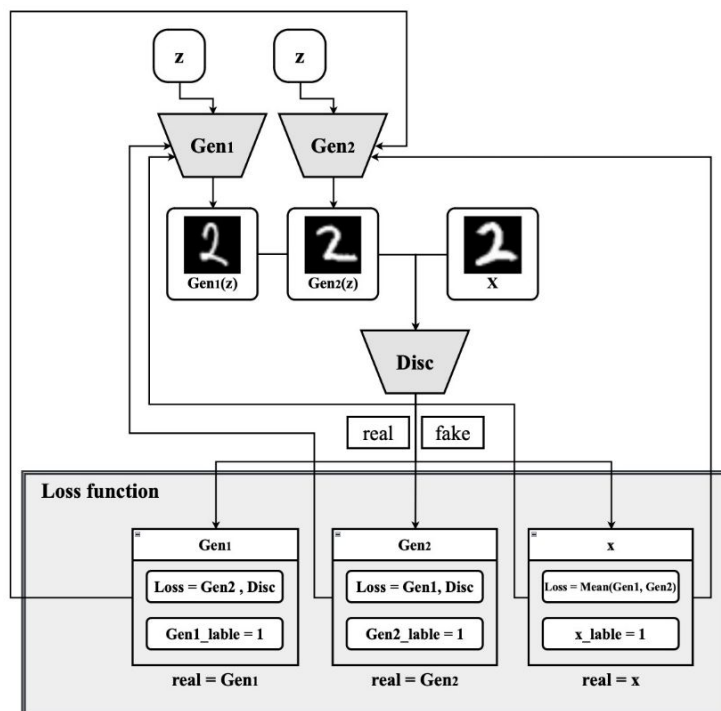 z
z
Gen1
Gen2
Gen1(z)
Gen2(z)
X
Disc
real
fake
Loss function
Gen1
Gen2
x
Loss = Gen2 , Disc
Loss = Gen1, Disc
Loss = Mean(Gen1, Gen2)
Gen1_lable = 1
Gen2_lable = 1
x_lable = 1
real = Gen1
real = Gen2
real = x